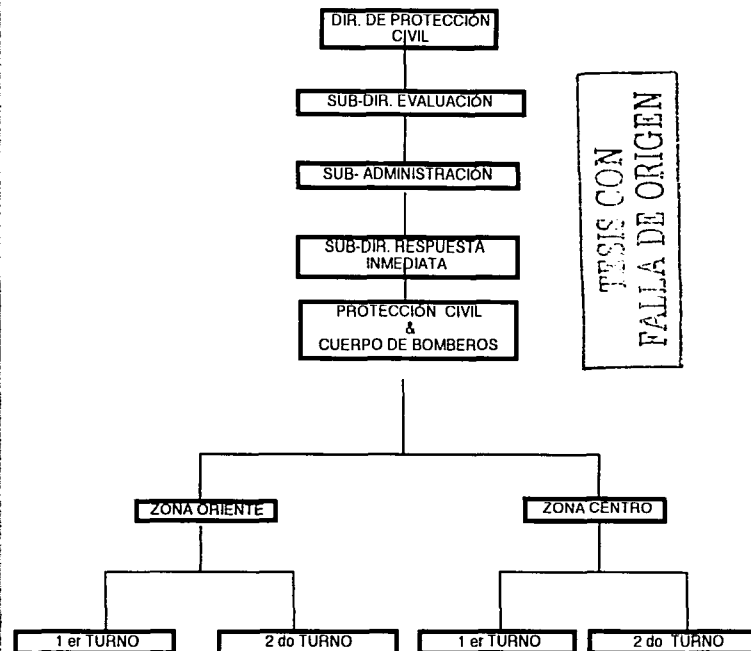 DIR. DE PROTECCIÓN
CIVIL
SUB-DIR. EVALUACIÓN
SUB- ADMINISTRACIÓN
SUB-DIR. RESPUESTA
INMEDIATA
PROTECCIÓN CIVIL
&
CUERPO DE BOMBEROS
TESIS CON
FALLA DE ORIGEN
ZONA ORIENTE
ZONA CENTRO
1 er TURNO
2 do TURNO
1 er TURNO
2 do TURNO